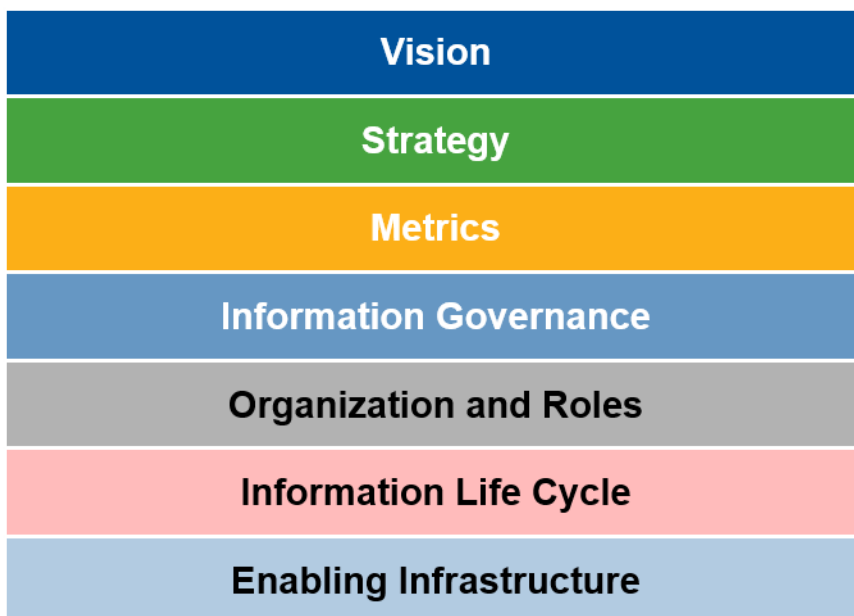 Vision
Strategy
Metrics
Information Governance
Organization and Roles
Information Life Cycle
Enabling Infrastructure